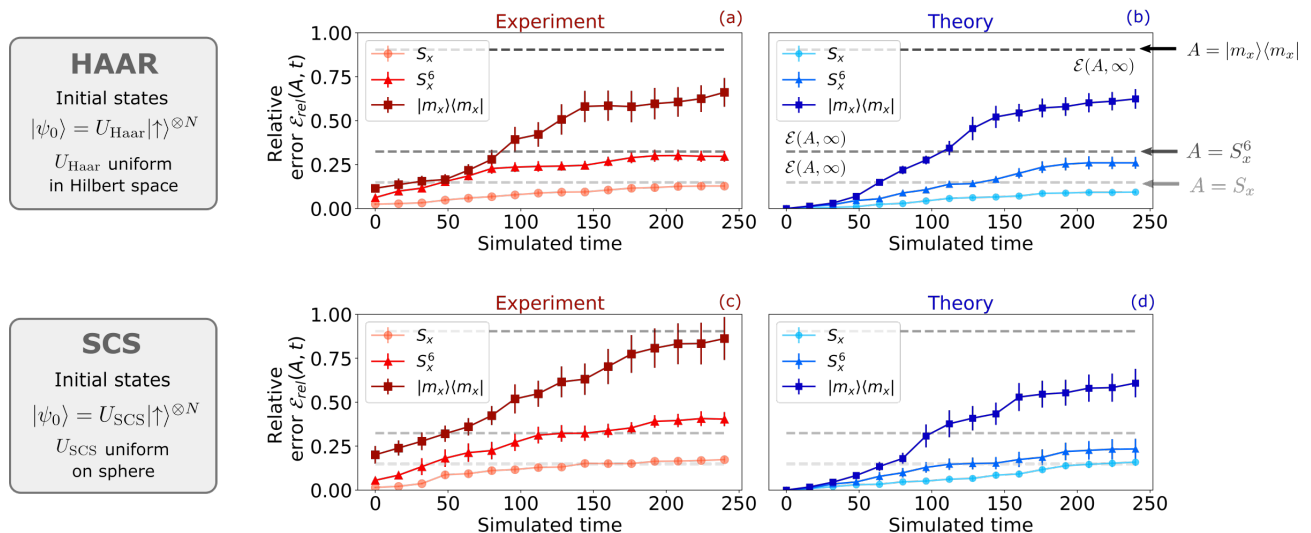 HAAR
Initial states
|ψ₀⟩ = U_Haar|↑⟩^⊗N
U_Haar uniform
in Hilbert space
Experiment
(a)
Relative
error ℰ_rel(A, t)
1.00
0.75
0.50
0.25
0.00
S_x
S_x^6
|m_x⟩⟨m_x|
0 50 100 150 200 250
Simulated time
Theory
(b)
S_x
S_x^6
|m_x⟩⟨m_x|
ℰ(A, ∞)
ℰ(A, ∞)
ℰ(A, ∞)
0 50 100 150 200 250
Simulated time
A = |m_x⟩⟨m_x|
A = S_x^6
A = S_x
SCS
Initial states
|ψ₀⟩ = U_SCS|↑⟩^⊗N
U_SCS uniform
on sphere
Experiment
(c)
Relative
error ℰ_rel(A, t)
1.00
0.75
0.50
0.25
0.00
S_x
S_x^6
|m_x⟩⟨m_x|
0 50 100 150 200 250
Simulated time
Theory
(d)
S_x
S_x^6
|m_x⟩⟨m_x|
0 50 100 150 200 250
Simulated time